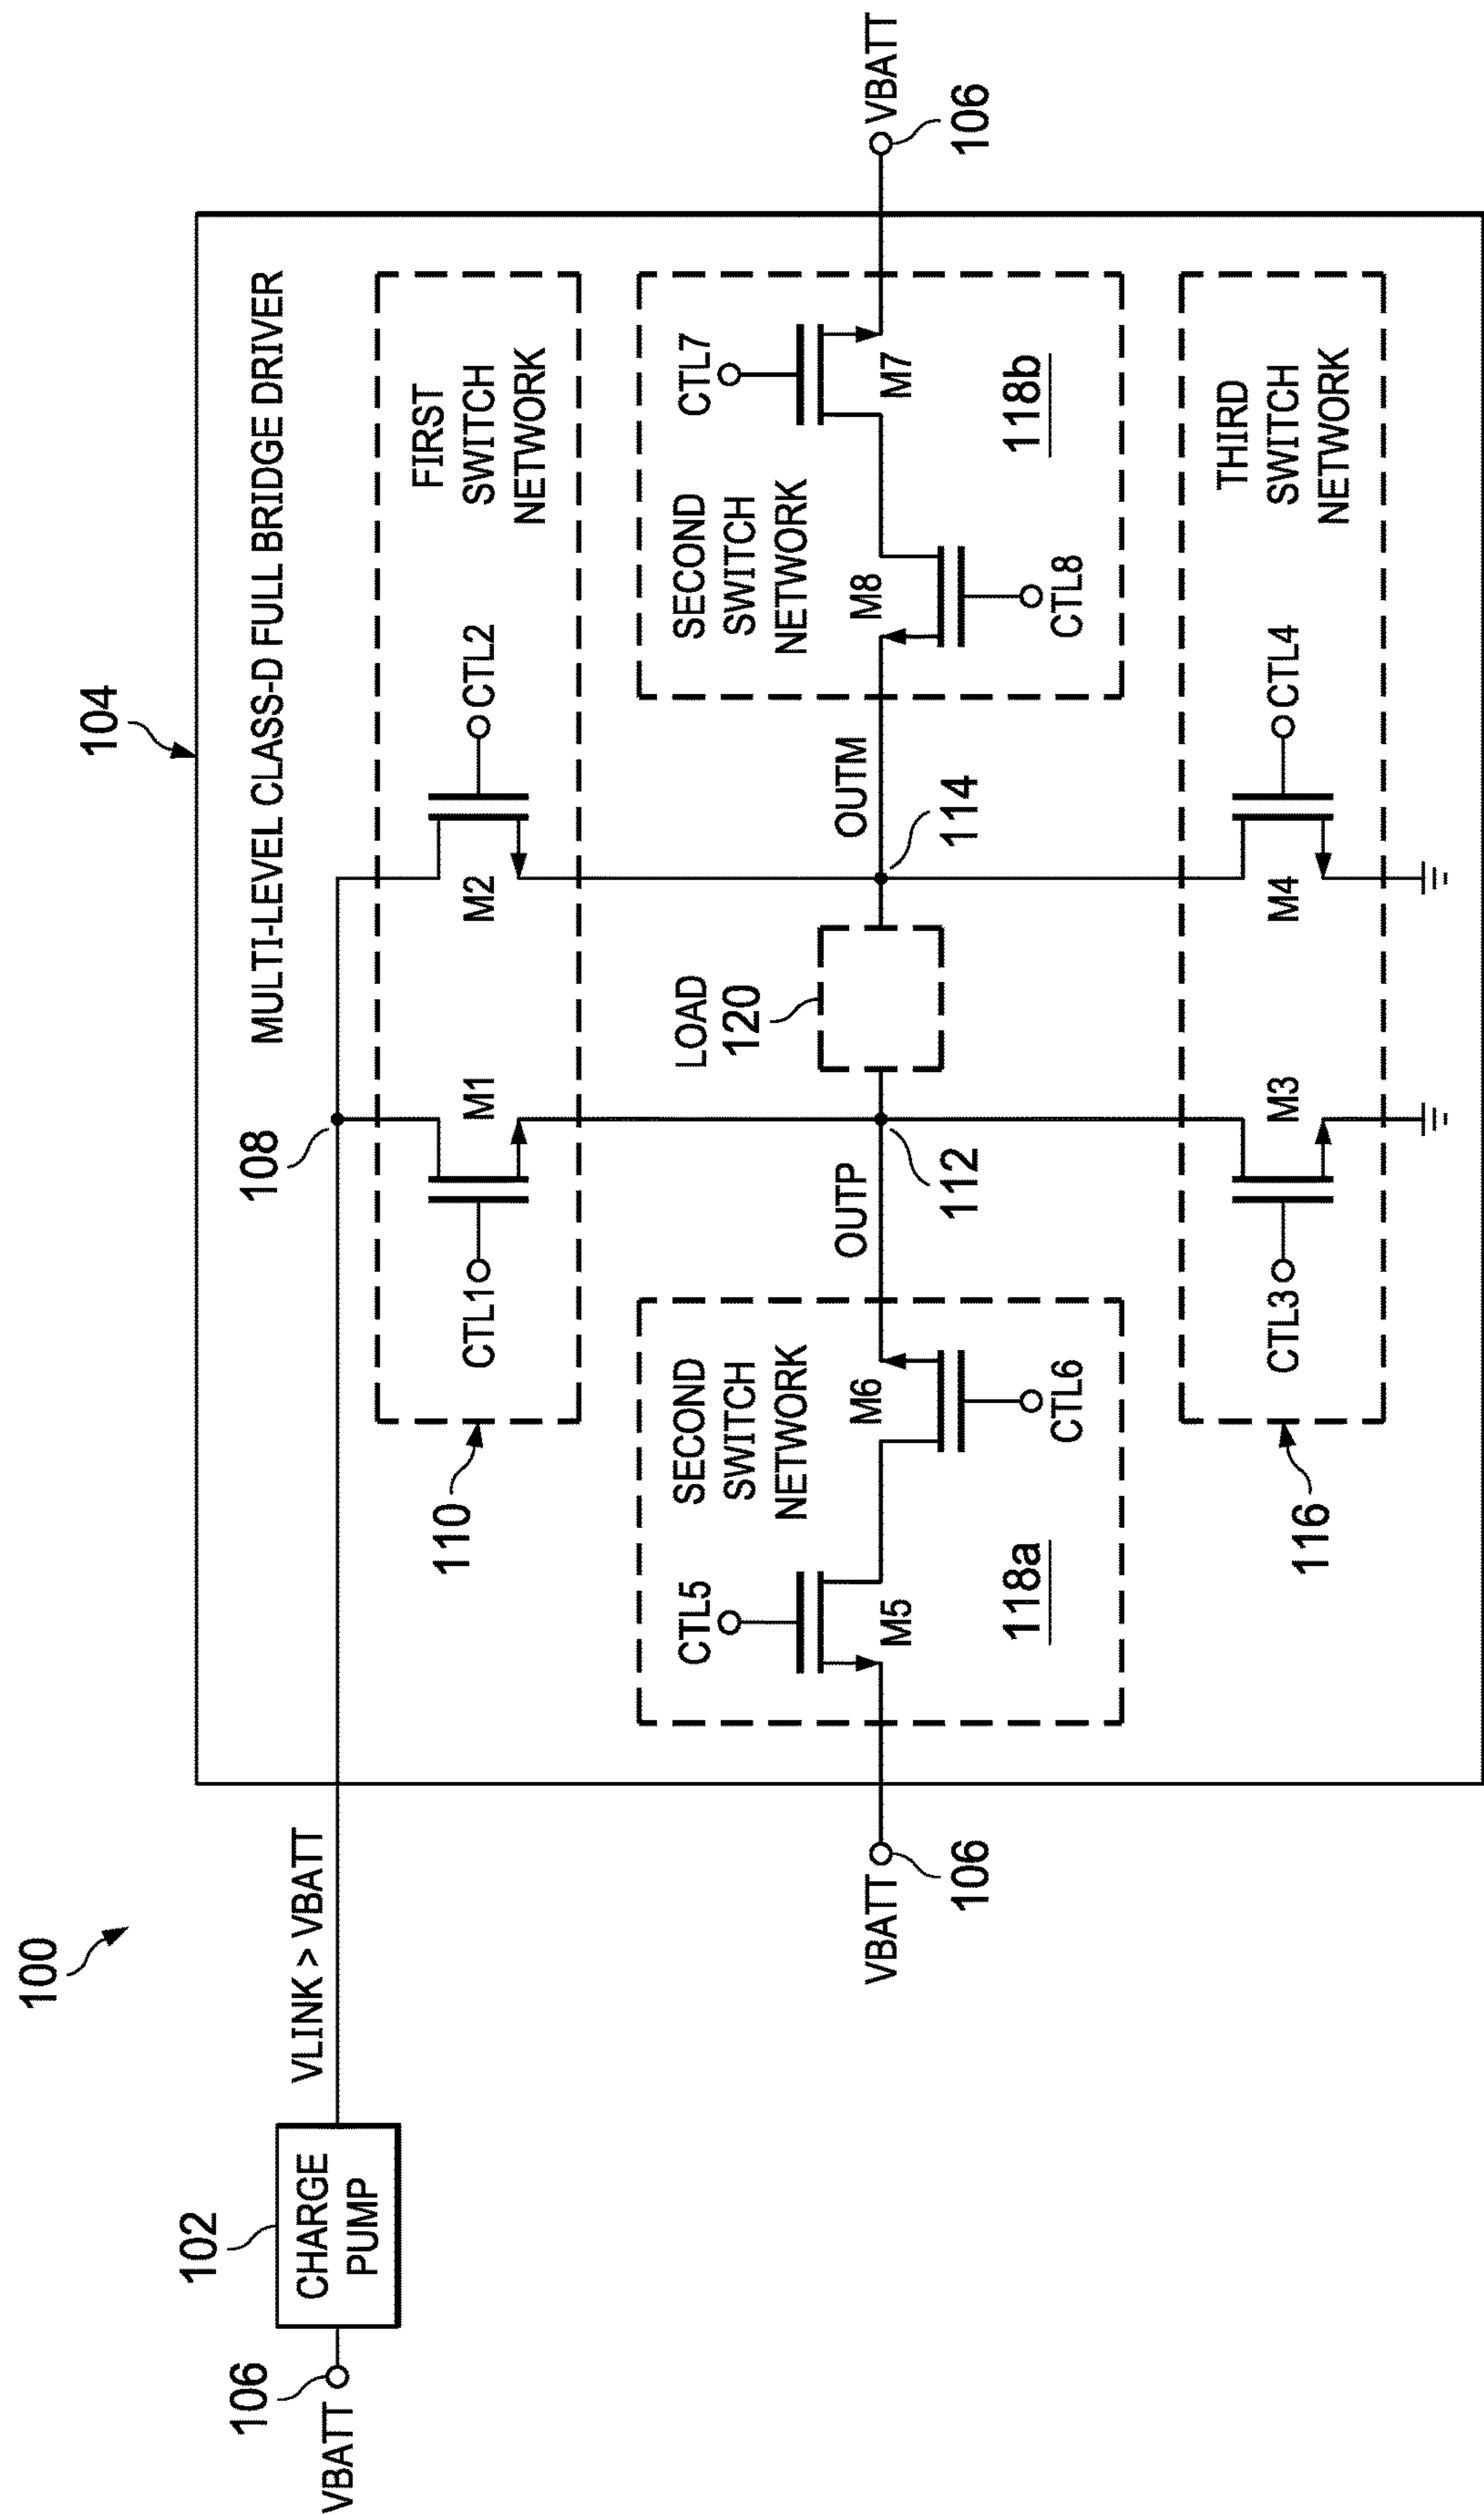 100
104
MULTI-LEVEL CLASS-D FULL BRIDGE DRIVER
102
106
VBATT
CHARGE
PUMP
VLINK > VBATT
108
110
CTL1
M1
M2
CTL2
FIRST
SWITCH
NETWORK
SECOND
SWITCH
NETWORK
CTL5
M5
M6
CTL6
118a
VBATT
106
OUTP
112
LOAD
120
OUTM
114
SECOND
SWITCH
NETWORK
M8
CTL8
CTL7
M7
118b
VBATT
106
116
CTL3
M3
M4
CTL4
THIRD
SWITCH
NETWORK